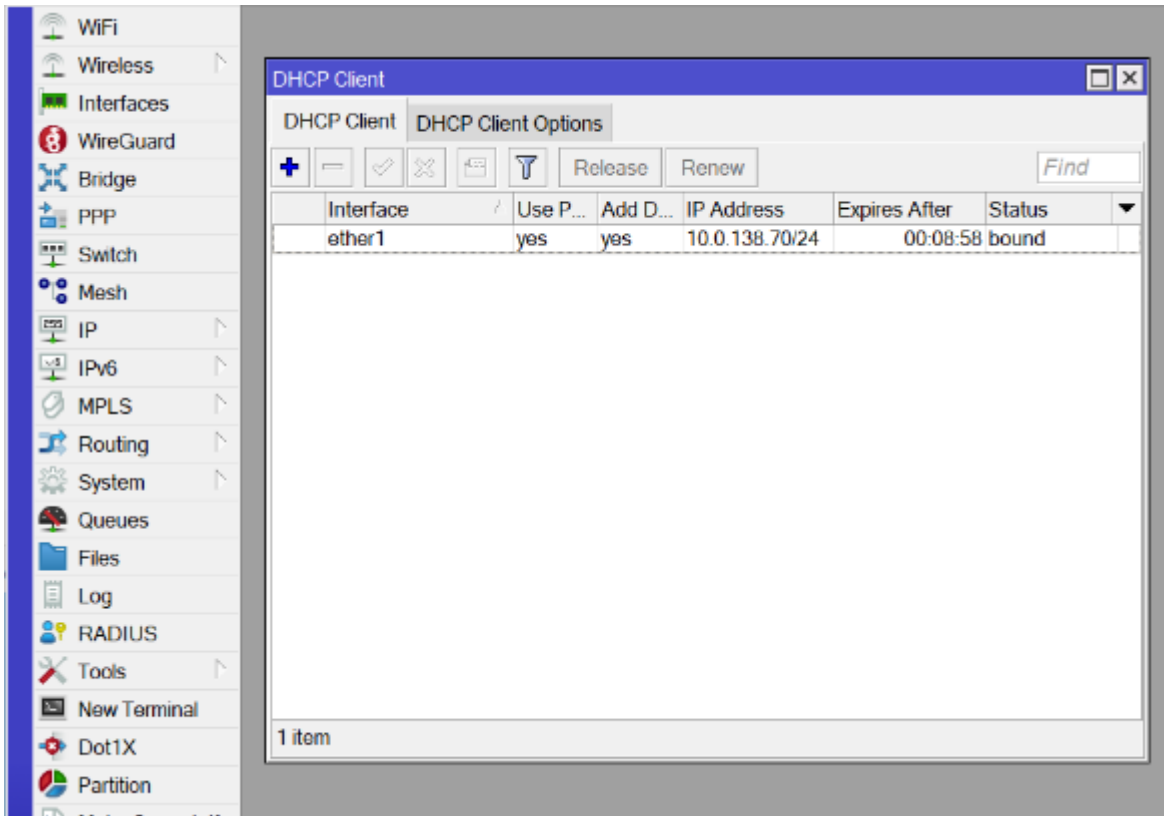 WiFi
Wireless
Interfaces
WireGuard
Bridge
PPP
Switch
Mesh
IP
IPv6
MPLS
Routing
System
Queues
Files
Log
RADIUS
Tools
New Terminal
Dot1X
Partition
DHCP Client
DHCP Client DHCP Client Options
Release Renew Find
Interface Use P... Add D... IP Address Expires After Status
ether1 yes yes 10.0.138.70/24 00:08:58 bound
1 item